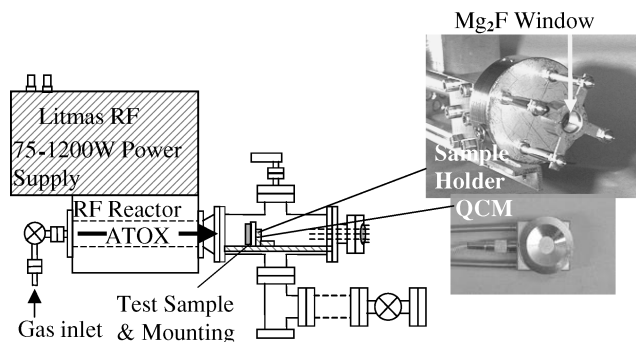 Mg₂F Window
Litmas RF
75-1200W Power
Supply
Sample
Holder
RF Reactor
QCM
ATOX
Test Sample
& Mounting
Gas inlet